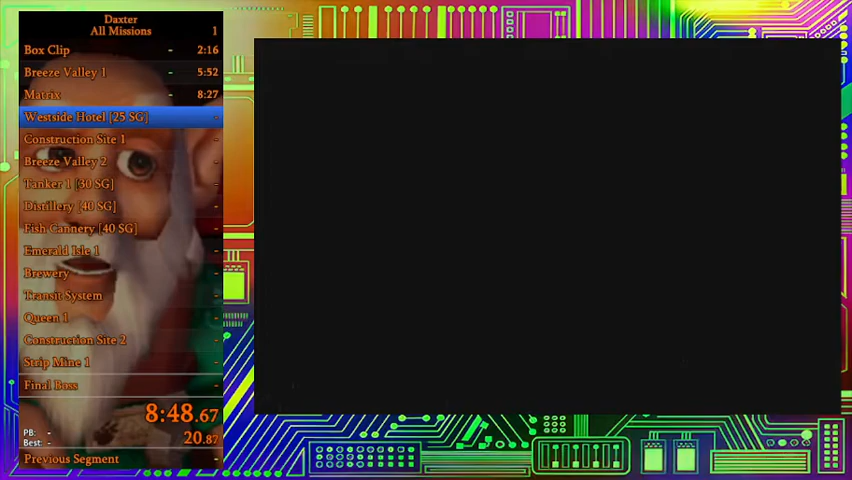 Daxter
All Missions 1
Box Clip - 2:16
Breeze Valley 1 - 5:52
Matrix - 8:27
Westside Hotel [25 SG] -
Construction Site 1 -
Breeze Valley 2 -
Tanker 1 [30 SG] -
Distillery [40 SG] -
Fish Cannery [40 SG] -
Emerald Isle 1 -
Brewery -
Transit System -
Queen 1 -
Construction Site 2 -
Strip Mine 1 -
Final Boss -
8:48.67
PB: -
Best: - 20.87
Previous Segment -